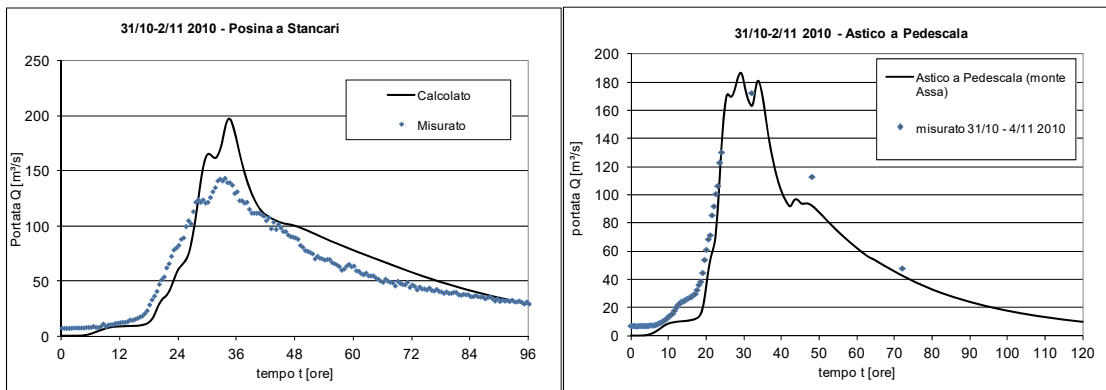 31/10-2/11 2010 - Posina a Stancari
250
200
150
100
50
0
Portata Q [m³/s]
0 12 24 36 48 60 72 84 96
tempo t [ore]
Calcolato
Misurato
31/10-2/11 2010 - Astico a Pedescala
200
180
160
140
120
100
80
60
40
20
0
portata Q [m³/s]
0 10 20 30 40 50 60 70 80 90 100 110 120
tempo t [ore]
Astico a Pedescala (monte
Assa)
misurato 31/10 - 4/11 2010